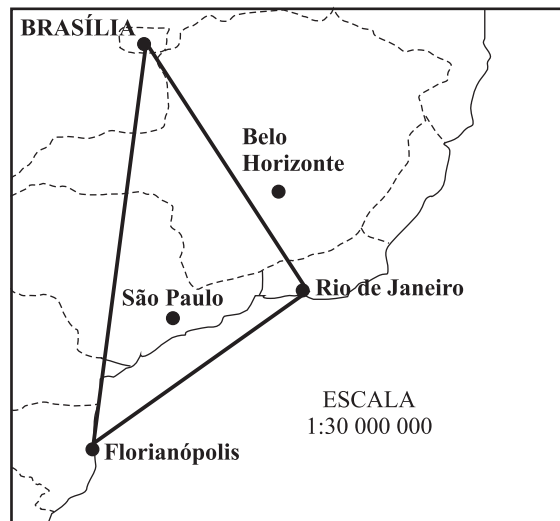 BRASÍLIA
Belo
Horizonte
São Paulo
Rio de Janeiro
ESCALA
1:30 000 000
Florianópolis